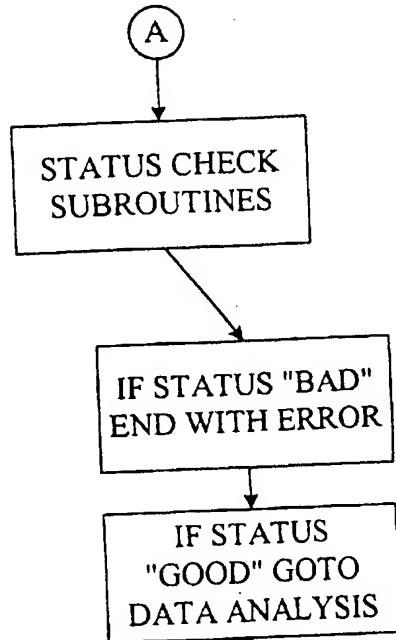 A
STATUS CHECK
SUBROUTINES
IF STATUS "BAD"
END WITH ERROR
IF STATUS
"GOOD" GOTO
DATA ANALYSIS